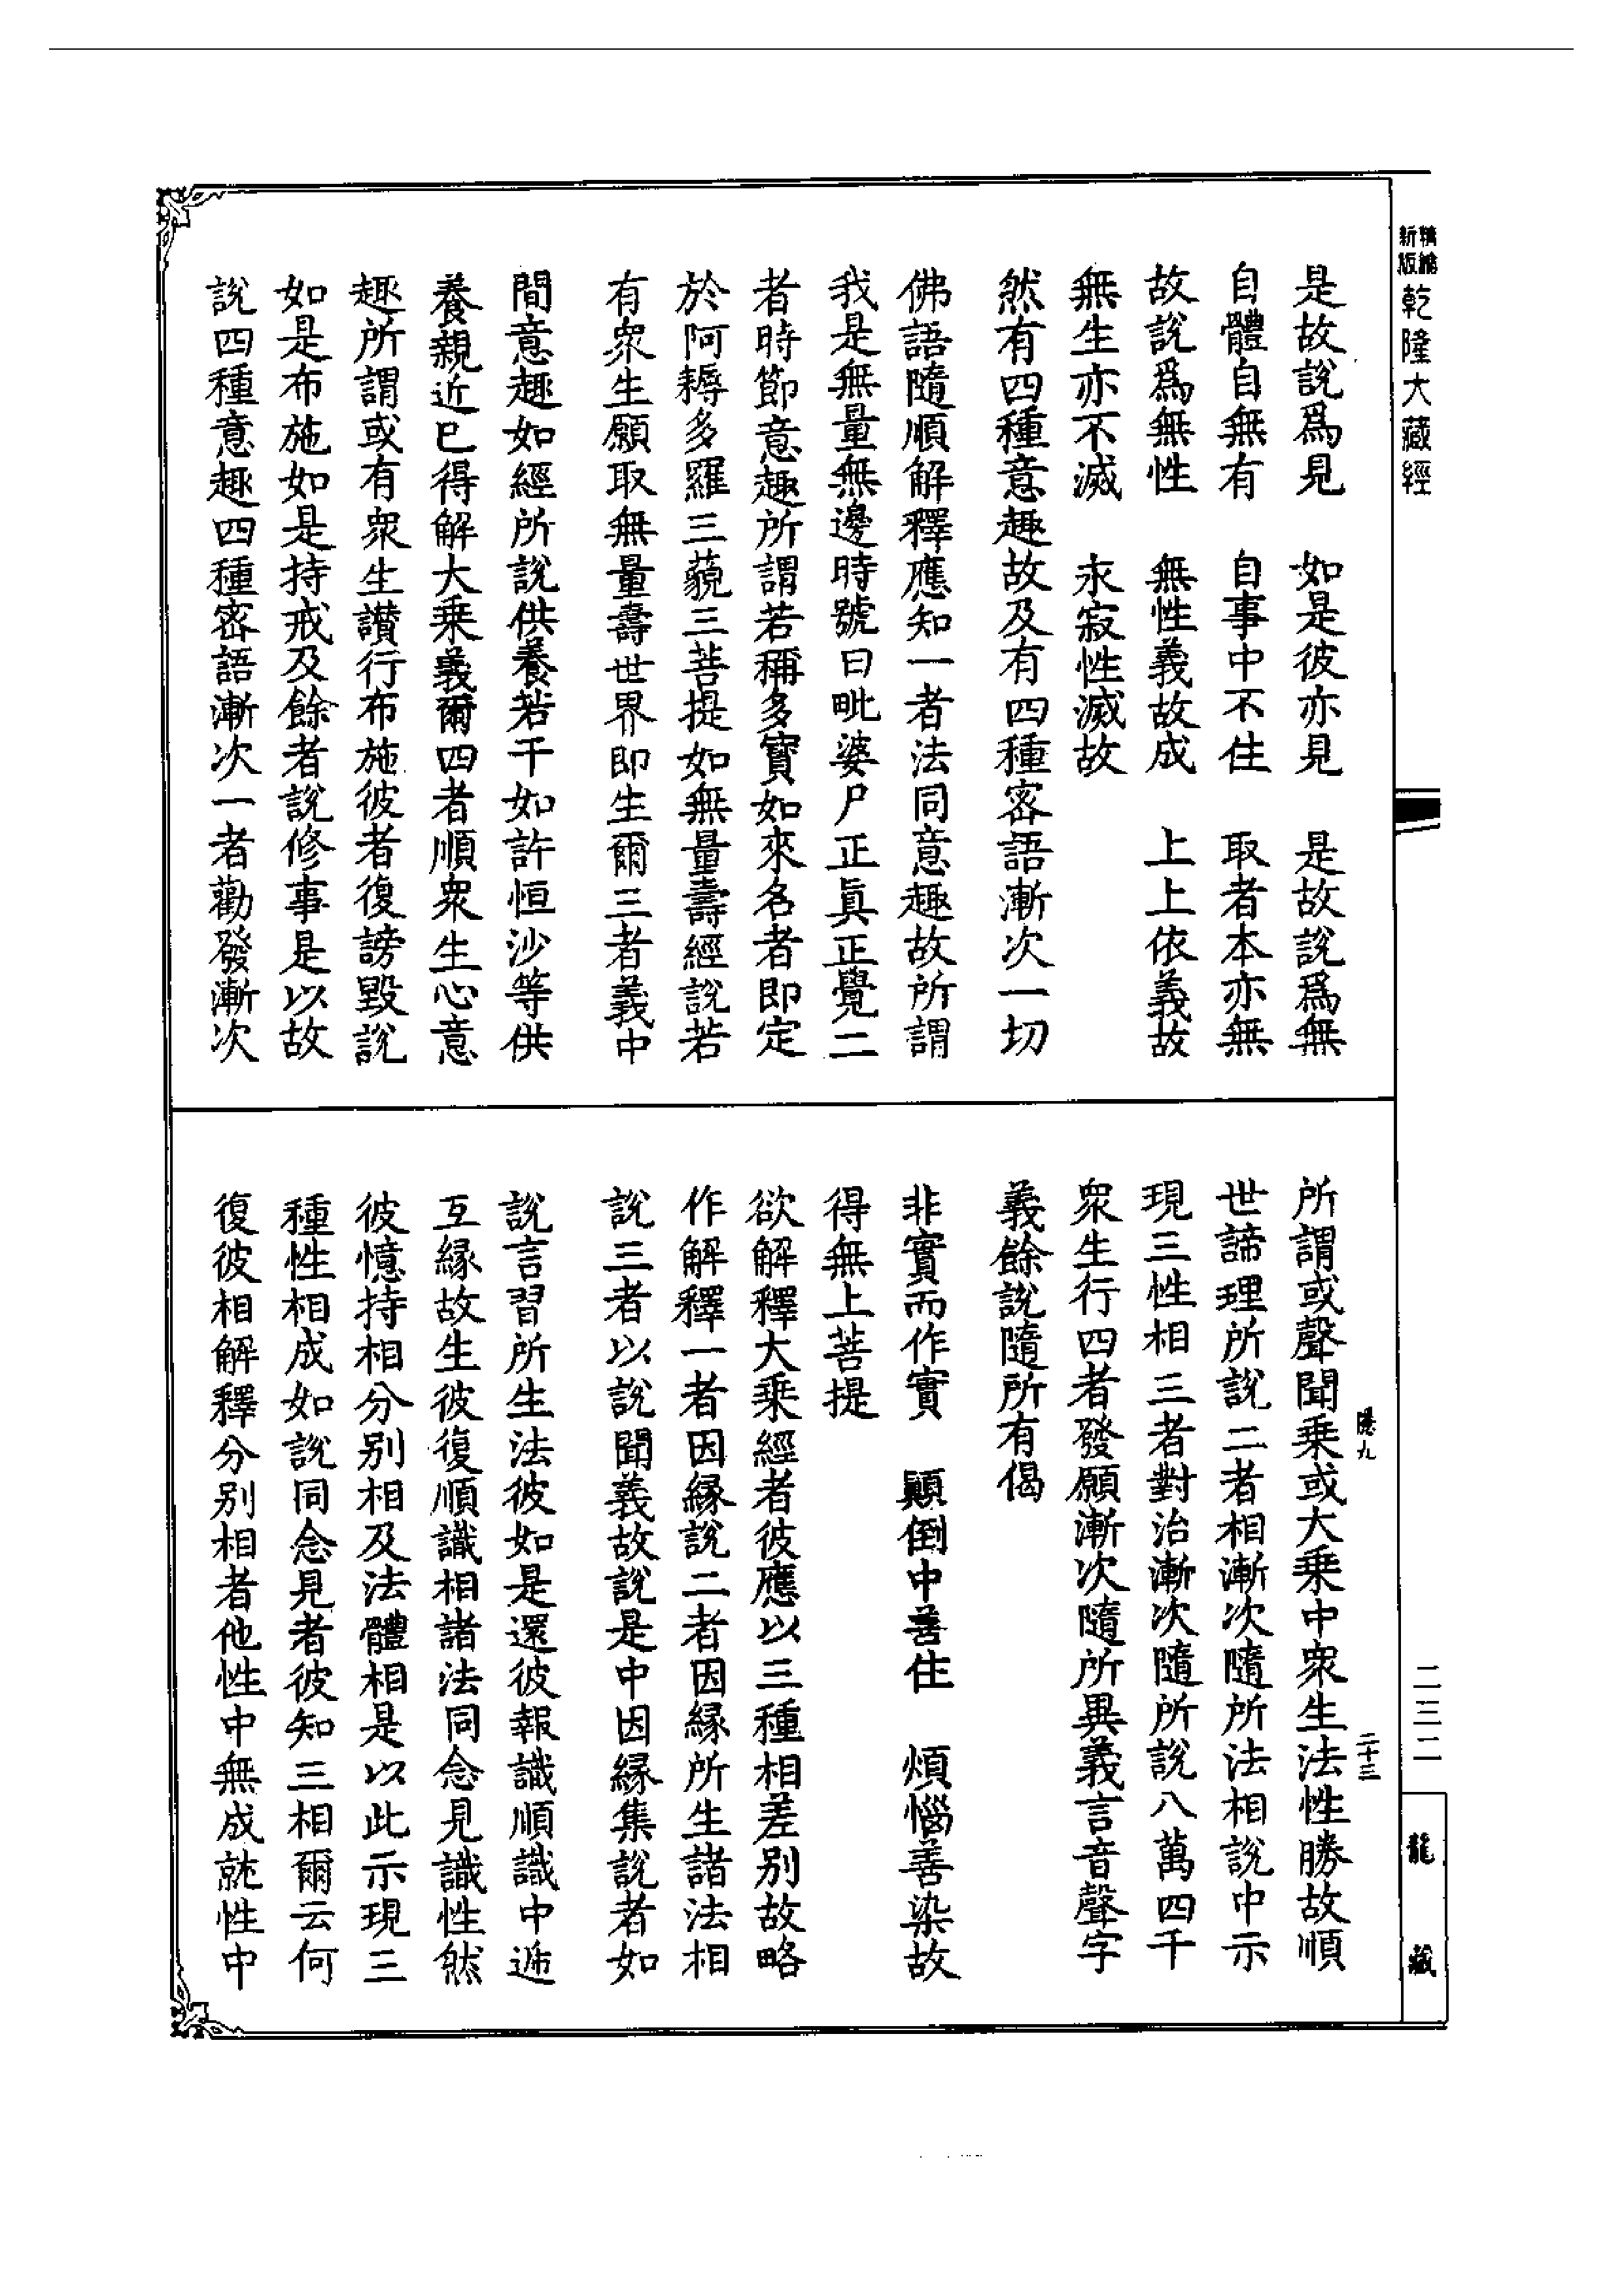 新編精版乾隆大藏經
是故說爲見　如是彼亦見　是故說爲無
自體自無有　自事中不住　取者本亦無
故說爲無性　無性義故成　上上依義故
無生亦不滅　永寂性滅故
然有四種意趣故及有四種密語漸次一切
佛語隨順解釋應知一者法同意趣故所謂
我是無量無邊時號曰毗婆尸正眞正覺二
者時節意趣所謂若稱多寶如來名者即定
於阿耨多羅三藐三菩提如無量壽經說若
有衆生願取無量壽世界即生爾三者義中
間意趣如經所說供養若干如許恒沙等供
養親近已得解大乘義爾四者順衆生心意
趣所謂或有衆生讃行布施彼者復謗毀說
如是布施如是持戒及餘者說修事是以故
說四種意趣四種密語漸次一者勸發漸次
所謂或聲聞乘或大乘中衆生法性勝故順
世諦理所說二者相漸次隨所法相說中示
現三性相三者對治漸次隨所說八萬四千
衆生行四者發願漸次隨所異義言音聲字
義餘說隨所有偈
非實而作實　顚倒中善住　煩惱善染故
得無上菩提
欲解釋大乘經者彼應以三種相差別故略
作解釋一者因緣說二者因緣所生諸法相
說三者以說聞義故說是中因緣集說者如
說言習所生法彼如是還彼報識順識中遞
互緣故生彼復順識相諸法同念見識性然
彼憶持相分別相及法體相是以此示現三
種性相成如說同念見者彼知三相爾云何
復彼相解釋分別相者他性中無成就性中
二十三
二三二
龍藏